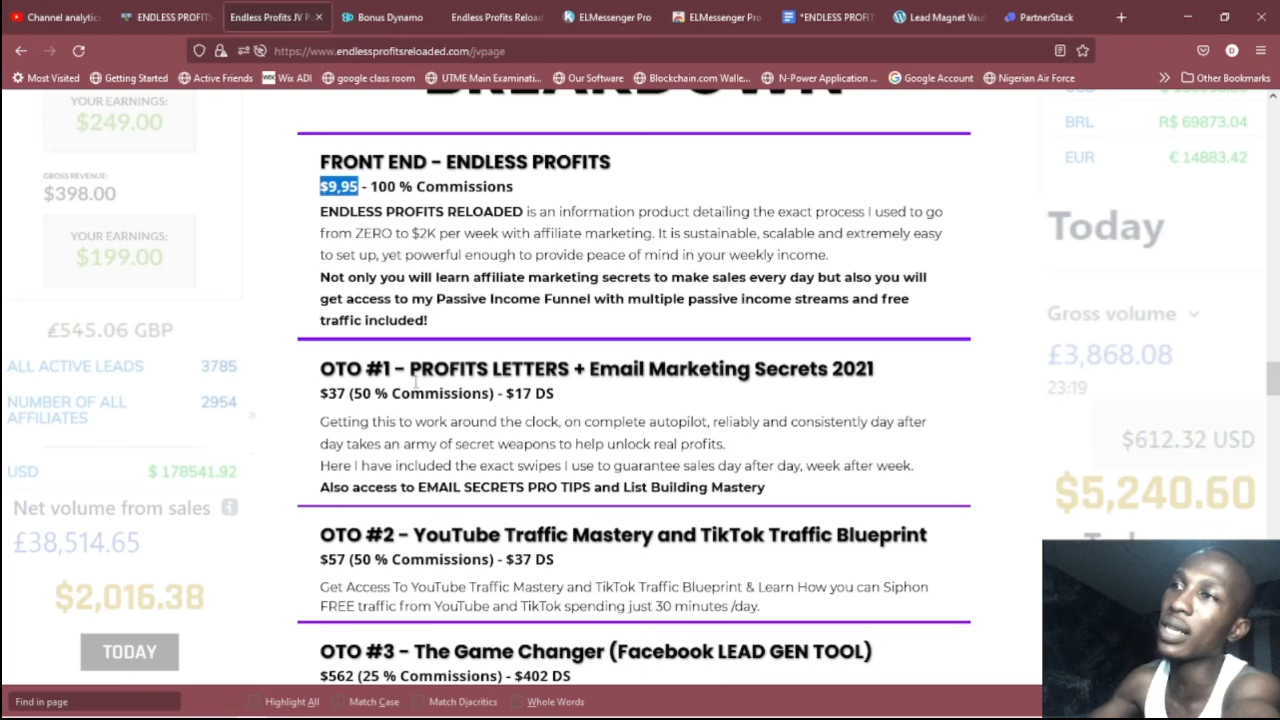 Channel analytics
ENDLESS PROFITS
Endless Profits JV P
Bonus Dynamo
Endless Profits Reload
ELMessenger Pro
ELMessenger Pro
*ENDLESS PROFI
Lead Magnet Vau
PartnerStack
https://www.endlessprofitsreloaded.com/jvpage
Most Visited
Getting Started
Active Friends
WIX
Wix ADI
google class room
UTME Main Examinati...
Our Software
Blockchain.com Walle...
N-Power Application ...
Google Account
Nigerian Air Force
Other Bookmarks
BREAKDOWN
YOUR EARNINGS:
$249.00
GROSS REVENUE:
$398.00
YOUR EARNINGS:
$199.00
£545.06 GBP
ALL ACTIVE LEADS 3785
NUMBER OF ALL
AFFILIATES 2954
USD $ 178541.92
Net volume from sales
£38,514.65
$2,016.38
TODAY
FRONT END - ENDLESS PROFITS
$9,95 - 100 % Commissions
ENDLESS PROFITS RELOADED is an information product detailing the exact process I used to go
from ZERO to $2K per week with affiliate marketing. It is sustainable, scalable and extremely easy
to set up, yet powerful enough to provide peace of mind in your weekly income.
Not only you will learn affiliate marketing secrets to make sales every day but also you will
get access to my Passive Income Funnel with multiple passive income streams and free
traffic included!
OTO #1 - PROFITS LETTERS + Email Marketing Secrets 2021
$37 (50 % Commissions) - $17 DS
Getting this to work around the clock, on complete autopilot, reliably and consistently day after
day takes an army of secret weapons to help unlock real profits.
Here I have included the exact swipes I use to guarantee sales day after day, week after week.
Also access to EMAIL SECRETS PRO TIPS and List Building Mastery
OTO #2 - YouTube Traffic Mastery and TikTok Traffic Blueprint
$57 (50 % Commissions) - $37 DS
Get Access To YouTube Traffic Mastery and TikTok Traffic Blueprint & Learn How you can Siphon
FREE traffic from YouTube and TikTok spending just 30 minutes /day.
OTO #3 - The Game Changer (Facebook LEAD GEN TOOL)
$562 (25 % Commissions) - $402 DS
BRL R$ 69873.04
EUR € 14883.42
Today
Gross volume
£3,868.08
23:19
$612.32 USD
$5,240.60
Find in page
Highlight All
Match Case
Match Diacritics
Whole Words